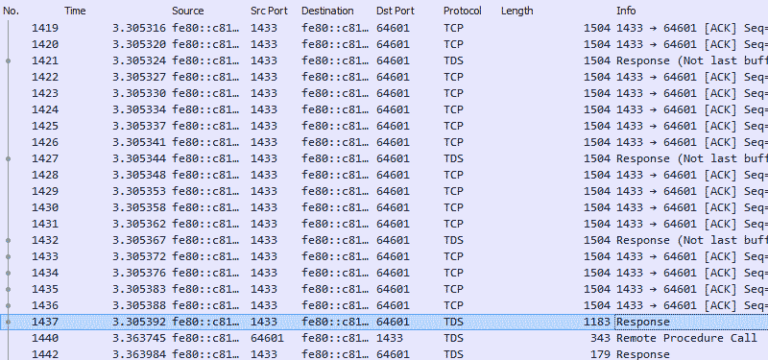 No. Time Source Src Port Destination Dst Port Protocol Length Info
1419 3.305316 fe80::c81… 1433 fe80::c81… 64601 TCP 1504 1433 → 64601 [ACK] Seq=
1420 3.305320 fe80::c81… 1433 fe80::c81… 64601 TCP 1504 1433 → 64601 [ACK] Seq=
1421 3.305324 fe80::c81… 1433 fe80::c81… 64601 TDS 1504 Response (Not last buff
1422 3.305327 fe80::c81… 1433 fe80::c81… 64601 TCP 1504 1433 → 64601 [ACK] Seq=
1423 3.305330 fe80::c81… 1433 fe80::c81… 64601 TCP 1504 1433 → 64601 [ACK] Seq=
1424 3.305334 fe80::c81… 1433 fe80::c81… 64601 TCP 1504 1433 → 64601 [ACK] Seq=
1425 3.305337 fe80::c81… 1433 fe80::c81… 64601 TCP 1504 1433 → 64601 [ACK] Seq=
1426 3.305341 fe80::c81… 1433 fe80::c81… 64601 TCP 1504 1433 → 64601 [ACK] Seq=
1427 3.305344 fe80::c81… 1433 fe80::c81… 64601 TDS 1504 Response (Not last buff
1428 3.305348 fe80::c81… 1433 fe80::c81… 64601 TCP 1504 1433 → 64601 [ACK] Seq=
1429 3.305353 fe80::c81… 1433 fe80::c81… 64601 TCP 1504 1433 → 64601 [ACK] Seq=
1430 3.305358 fe80::c81… 1433 fe80::c81… 64601 TCP 1504 1433 → 64601 [ACK] Seq=
1431 3.305362 fe80::c81… 1433 fe80::c81… 64601 TCP 1504 1433 → 64601 [ACK] Seq=
1432 3.305367 fe80::c81… 1433 fe80::c81… 64601 TDS 1504 Response (Not last buff
1433 3.305372 fe80::c81… 1433 fe80::c81… 64601 TCP 1504 1433 → 64601 [ACK] Seq=
1434 3.305376 fe80::c81… 1433 fe80::c81… 64601 TCP 1504 1433 → 64601 [ACK] Seq=
1435 3.305383 fe80::c81… 1433 fe80::c81… 64601 TCP 1504 1433 → 64601 [ACK] Seq=
1436 3.305388 fe80::c81… 1433 fe80::c81… 64601 TCP 1504 1433 → 64601 [ACK] Seq=
1437 3.305392 fe80::c81… 1433 fe80::c81… 64601 TDS 1183 Response
1440 3.363745 fe80::c81… 64601 fe80::c81… 1433 TDS 343 Remote Procedure Call
1442 3.363984 fe80::c81… 1433 fe80::c81… 64601 TDS 179 Response